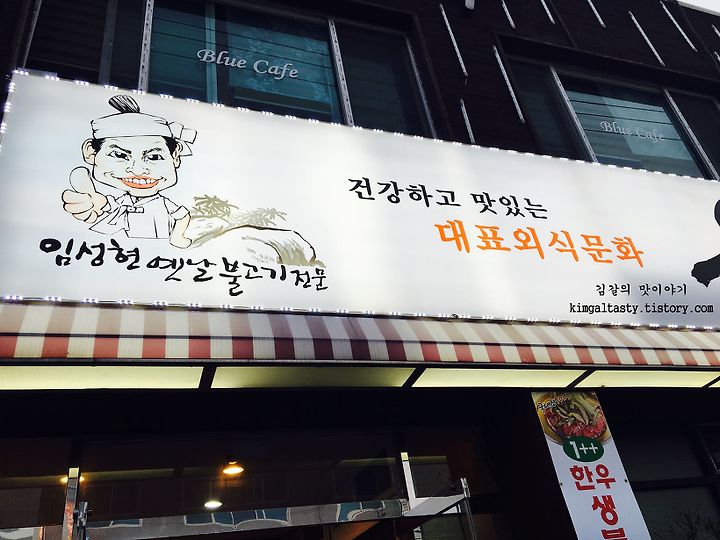 Blue Cafe
Blue Cafe
건강하고 맛있는
대표외식문화
임성현 옛날 불고기 전문
김갈의 맛이야기
kimgaltasty.tistory.com
1++
한우
생